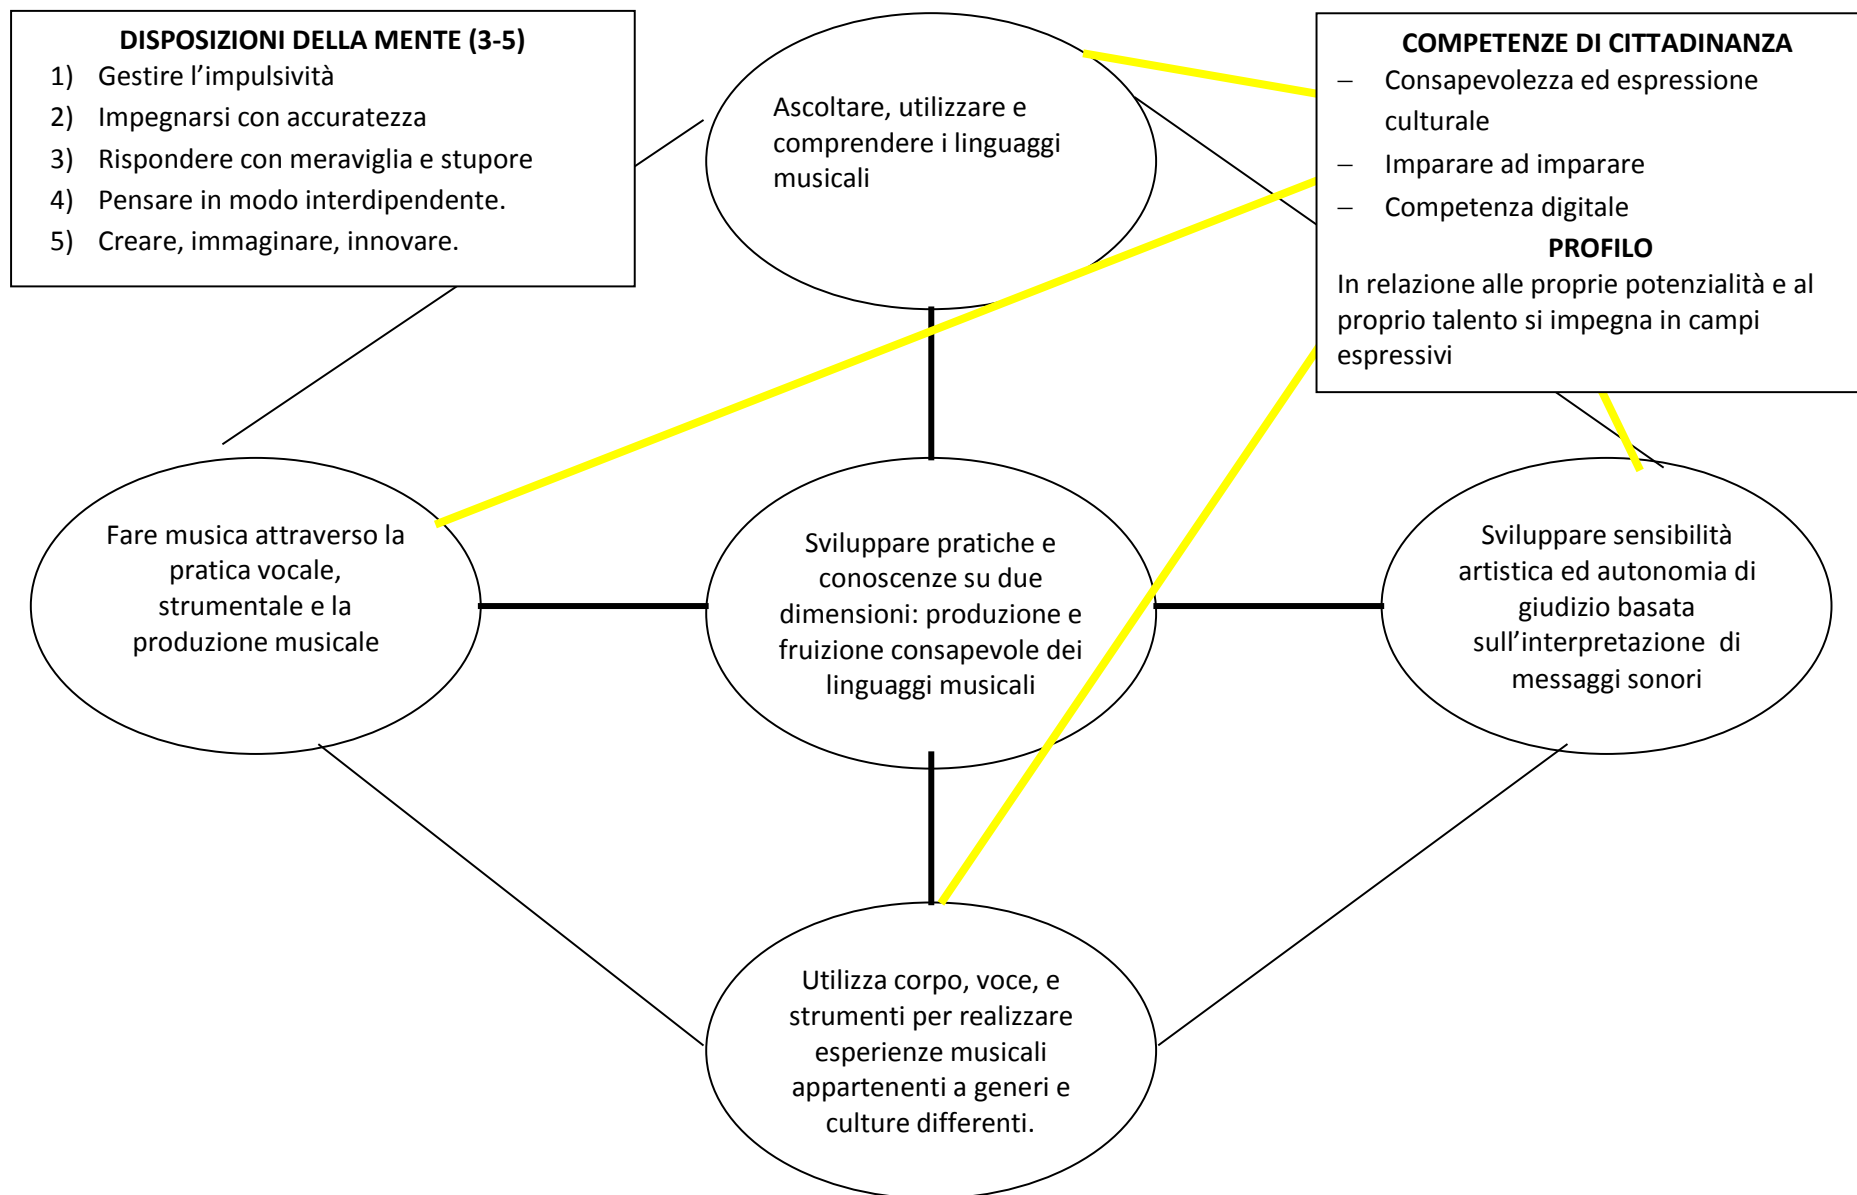 DISPOSIZIONI DELLA MENTE (3-5)
1) Gestire l’impulsività
2) Impegnarsi con accuratezza
3) Rispondere con meraviglia e stupore
4) Pensare in modo interdipendente.
5) Creare, immaginare, innovare.
Ascoltare, utilizzare e
comprendere i linguaggi
musicali
COMPETENZE DI CITTADINANZA
– Consapevolezza ed espressione
culturale
– Imparare ad imparare
– Competenza digitale
PROFILO
In relazione alle proprie potenzialità e al
proprio talento si impegna in campi
espressivi
Fare musica attraverso la
pratica vocale,
strumentale e la
produzione musicale
Sviluppare pratiche e
conoscenze su due
dimensioni: produzione e
fruizione consapevole dei
linguaggi musicali
Sviluppare sensibilità
artistica ed autonomia di
giudizio basata
sull’interpretazione di
messaggi sonori
Utilizza corpo, voce, e
strumenti per realizzare
esperienze musicali
appartenenti a generi e
culture differenti.